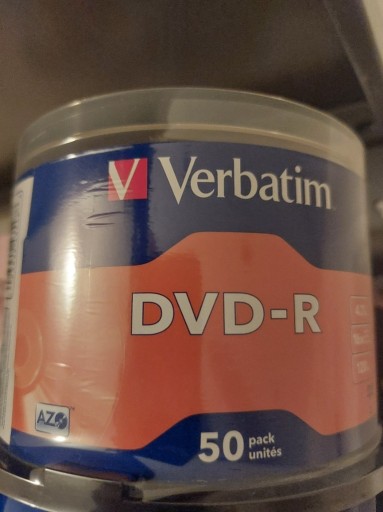 V Verbatim
DVD-R
AZO
50 pack
unités